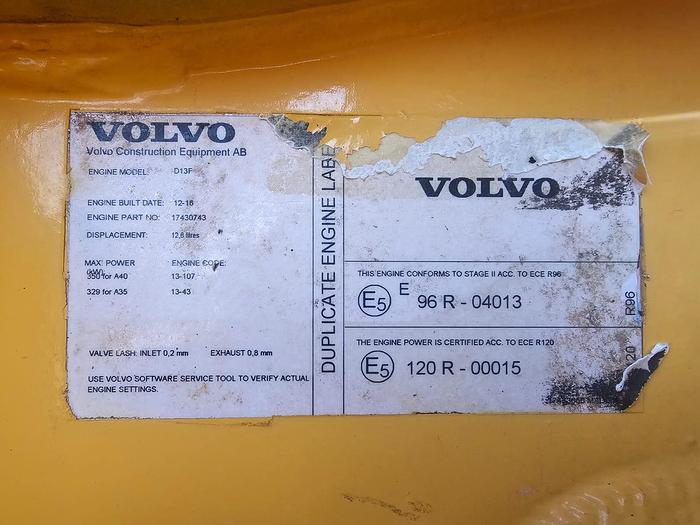 VOLVO
Volvo Construction Equipment AB
ENGINE MODEL: D13F
ENGINE BUILT DATE: 12-16
ENGINE PART NO: 17430743
DISPLACEMENT: 12,8 litres
MAX POWER (kW): ENGINE CODE:
350 for A40 13-107
329 for A35 13-43
VALVE LASH: INLET 0,2 mm EXHAUST 0,8 mm
USE VOLVO SOFTWARE SERVICE TOOL TO VERIFY ACTUAL
ENGINE SETTINGS.
DUPLICATE ENGINE LABE
VOLVO
THIS ENGINE CONFORMS TO STAGE II ACC. TO ECE R96
E5 E 96 R - 04013
R96
THE ENGINE POWER IS CERTIFIED ACC. TO ECE R120
E5 120 R - 00015
20